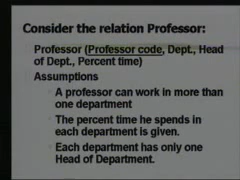 Consider the relation Professor:
Professor (Professor code, Dept., Head
of Dept., Percent time)
Assumptions
• A professor can work in more than
one department
• The percent time he spends in
each department is given.
• Each department has only one
Head of Department.